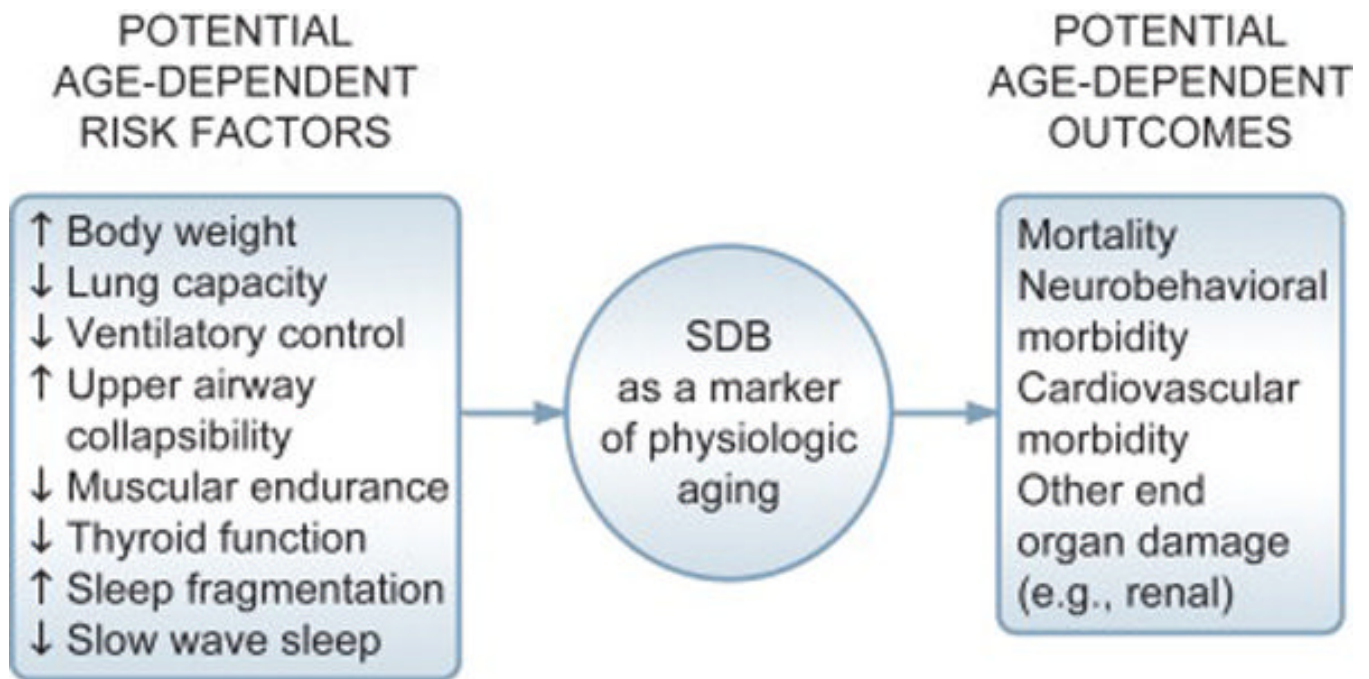 POTENTIAL
AGE-DEPENDENT
RISK FACTORS
↑ Body weight
↓ Lung capacity
↓ Ventilatory control
↑ Upper airway
collapsibility
↓ Muscular endurance
↓ Thyroid function
↑ Sleep fragmentation
↓ Slow wave sleep
SDB
as a marker
of physiologic
aging
POTENTIAL
AGE-DEPENDENT
OUTCOMES
Mortality
Neurobehavioral
morbidity
Cardiovascular
morbidity
Other end
organ damage
(e.g., renal)